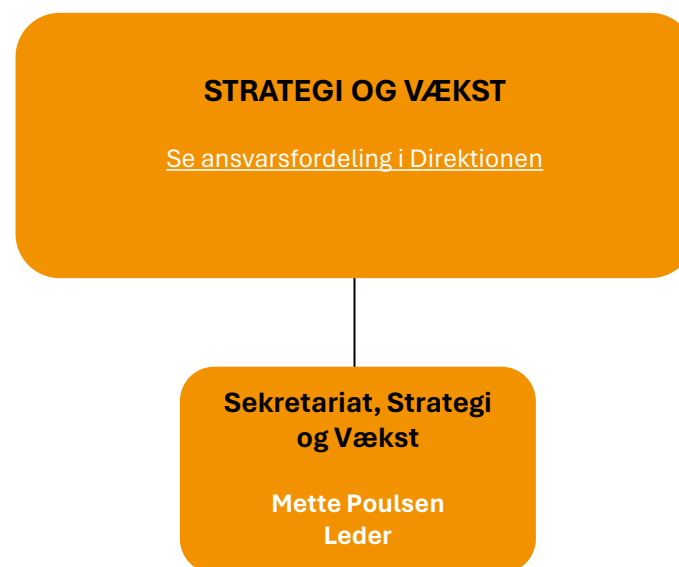 STRATEGI OG VÆKST
Se ansvarsfordeling i Direktionen
Sekretariat, Strategi
og Vækst
Mette Poulsen
Leder